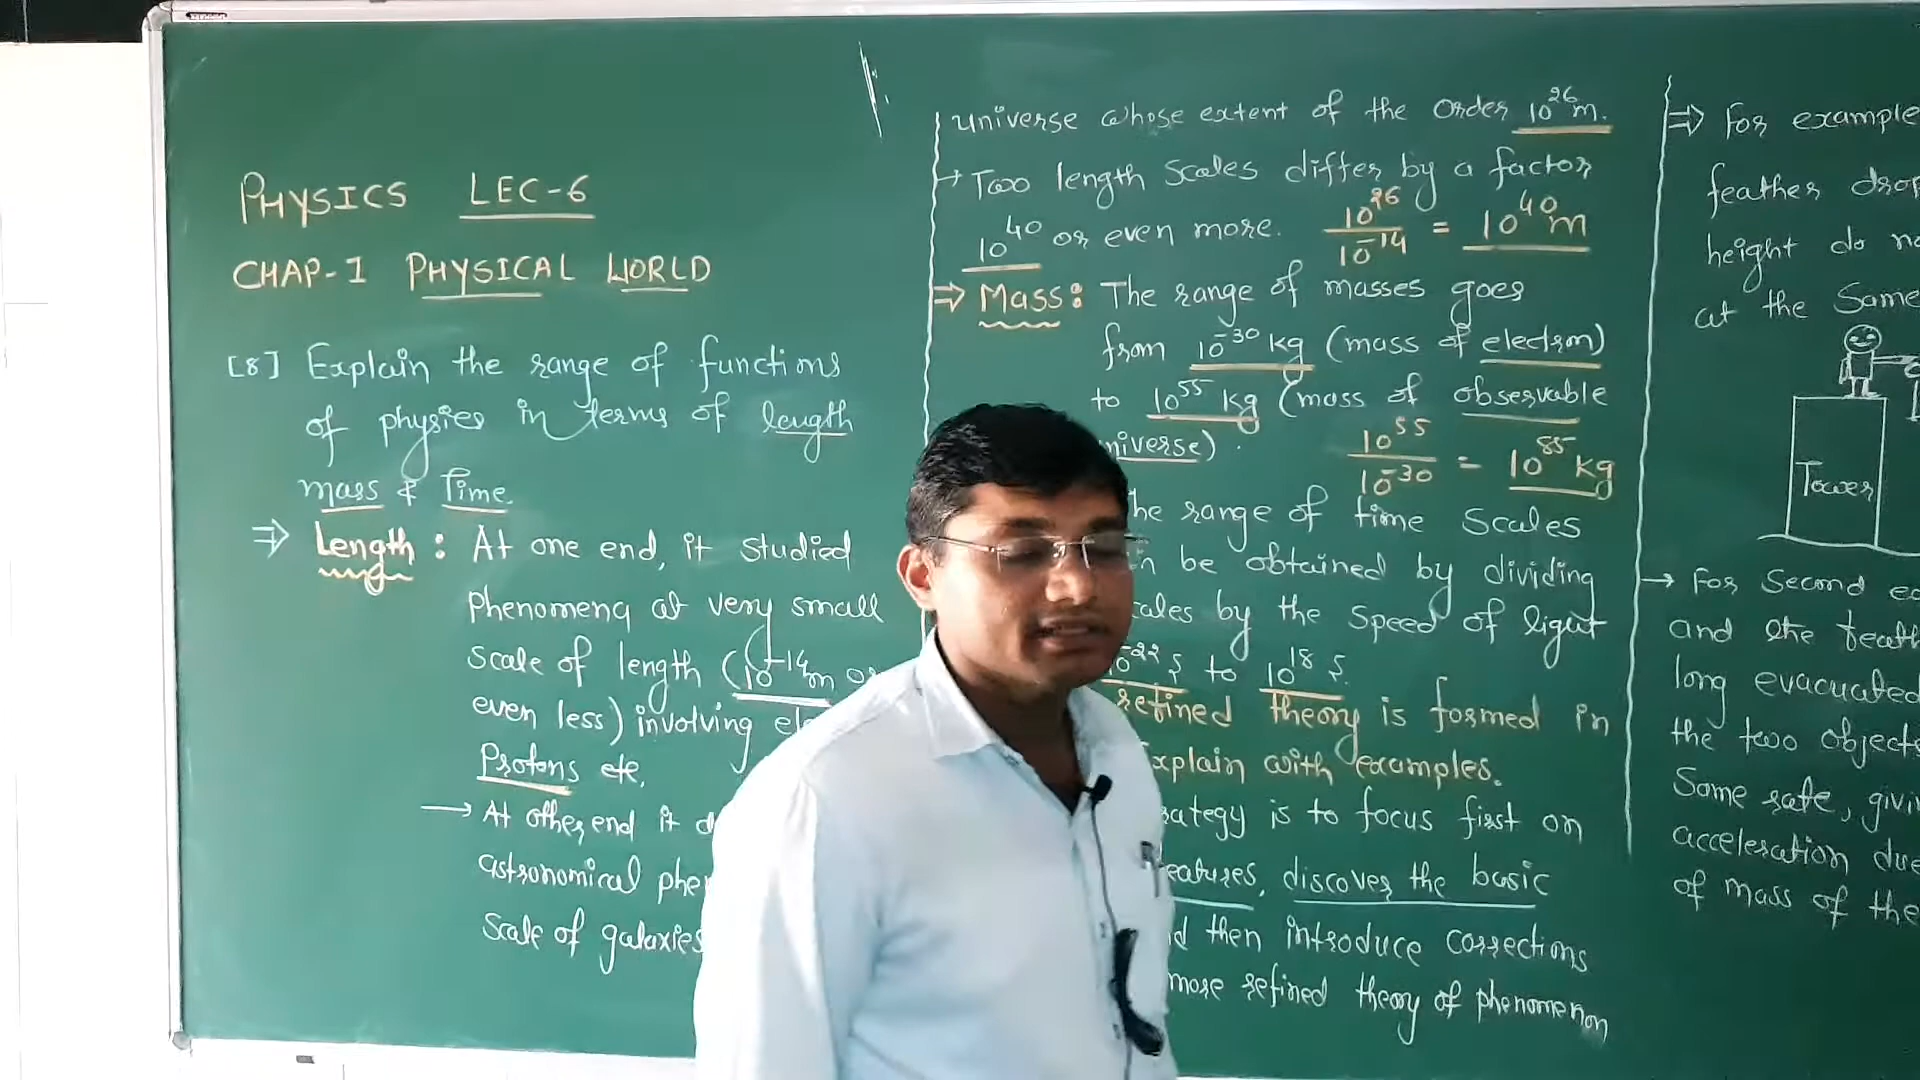 PHYSICS LEC-6
CHAP-1 PHYSICAL WORLD
[8] Explain the range of functions
of physics in terms of length
mass & Time
⇒ Length : At one end, it studied
Phenomena at very small
Scale of length (10⁻¹⁴m or
even less) involving
Protons etc,
→ At other end it
astronomical
Scale of galaxies
universe whose extent of the order 10²⁶m.
→ Two length scales differ by a factor
10⁴⁰ or even more. 10²⁶/10⁻¹⁴ = 10⁴⁰m
⇒ Mass: The range of masses goes
from 10⁻³⁰ kg (mass of electron)
to 10⁵⁵ kg (mass of observable
niverse). 10⁵⁵/10⁻³⁰ = 10⁸⁵ kg
he range of time scales
n be obtained by dividing
cales by the speed of light
10⁻²² s to 10¹⁸ s.
refined theory is formed in
xplain with examples.
rategy is to focus first on
eatures, discover the basic
d then introduce corrections
more refined theory of phenomenon
⇒ For example
feather drop
height do no
at the same
Tower
→ For second
and the feath
long evacuated
the two objects
Same rate, givin
acceleration due
of mass of the